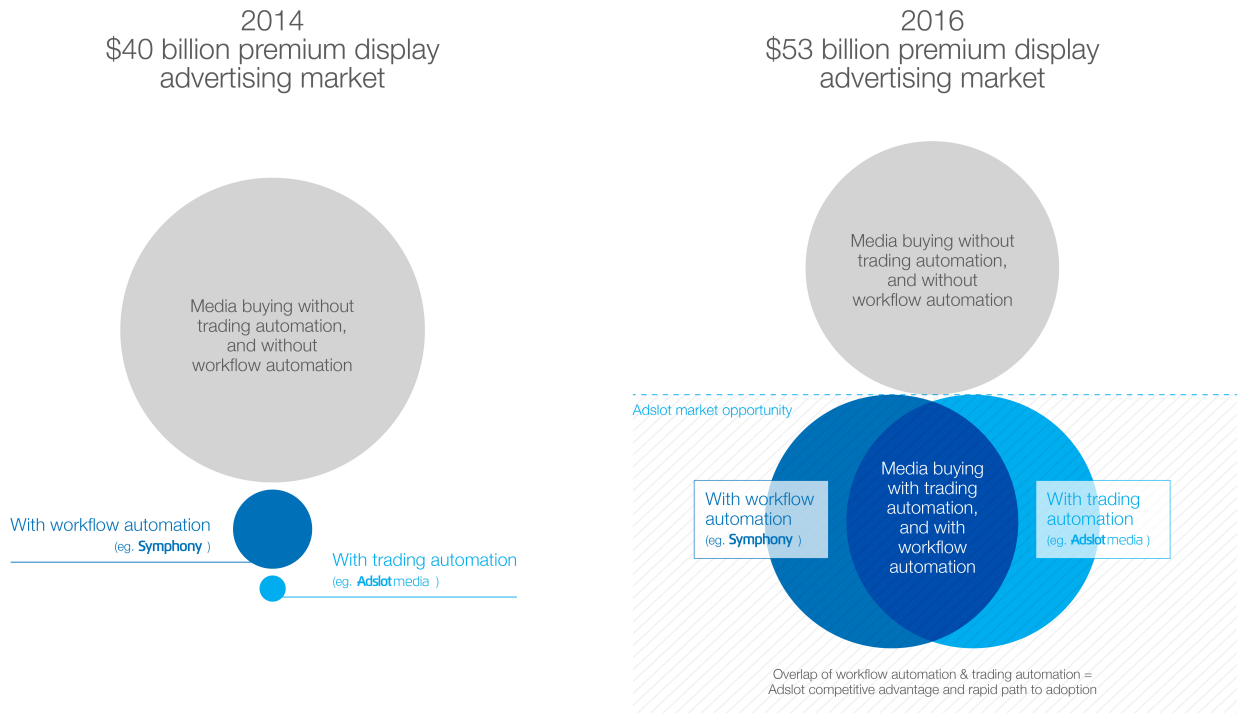 2014
$40 billion premium display
advertising market
Media buying without
trading automation,
and without
workflow automation
With workflow automation
(eg. Symphony )
With trading automation
(eg. Adslot media )
2016
$53 billion premium display
advertising market
Media buying without
trading automation,
and without
workflow automation
Adslot market opportunity
With workflow
automation
(eg. Symphony )
Media buying
with trading
automation,
and with
workflow
automation
With trading
automation
(eg. Adslot media )
Overlap of workflow automation & trading automation =
Adslot competitive advantage and rapid path to adoption